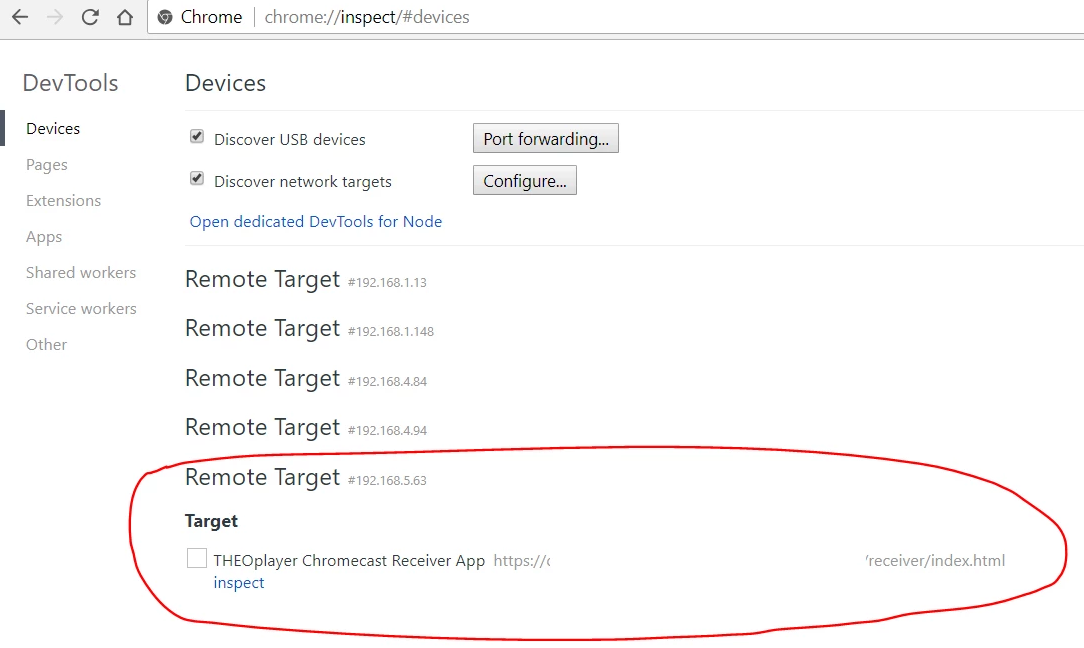 Chrome | chrome://inspect/#devices
DevTools
Devices
Pages
Extensions
Apps
Shared workers
Service workers
Other
Devices
Discover USB devices Port forwarding...
Discover network targets Configure...
Open dedicated DevTools for Node
Remote Target #192.168.1.13
Remote Target #192.168.1.148
Remote Target #192.168.4.84
Remote Target #192.168.4.94
Remote Target #192.168.5.63
Target
THEOplayer Chromecast Receiver App https:// /receiver/index.html
inspect